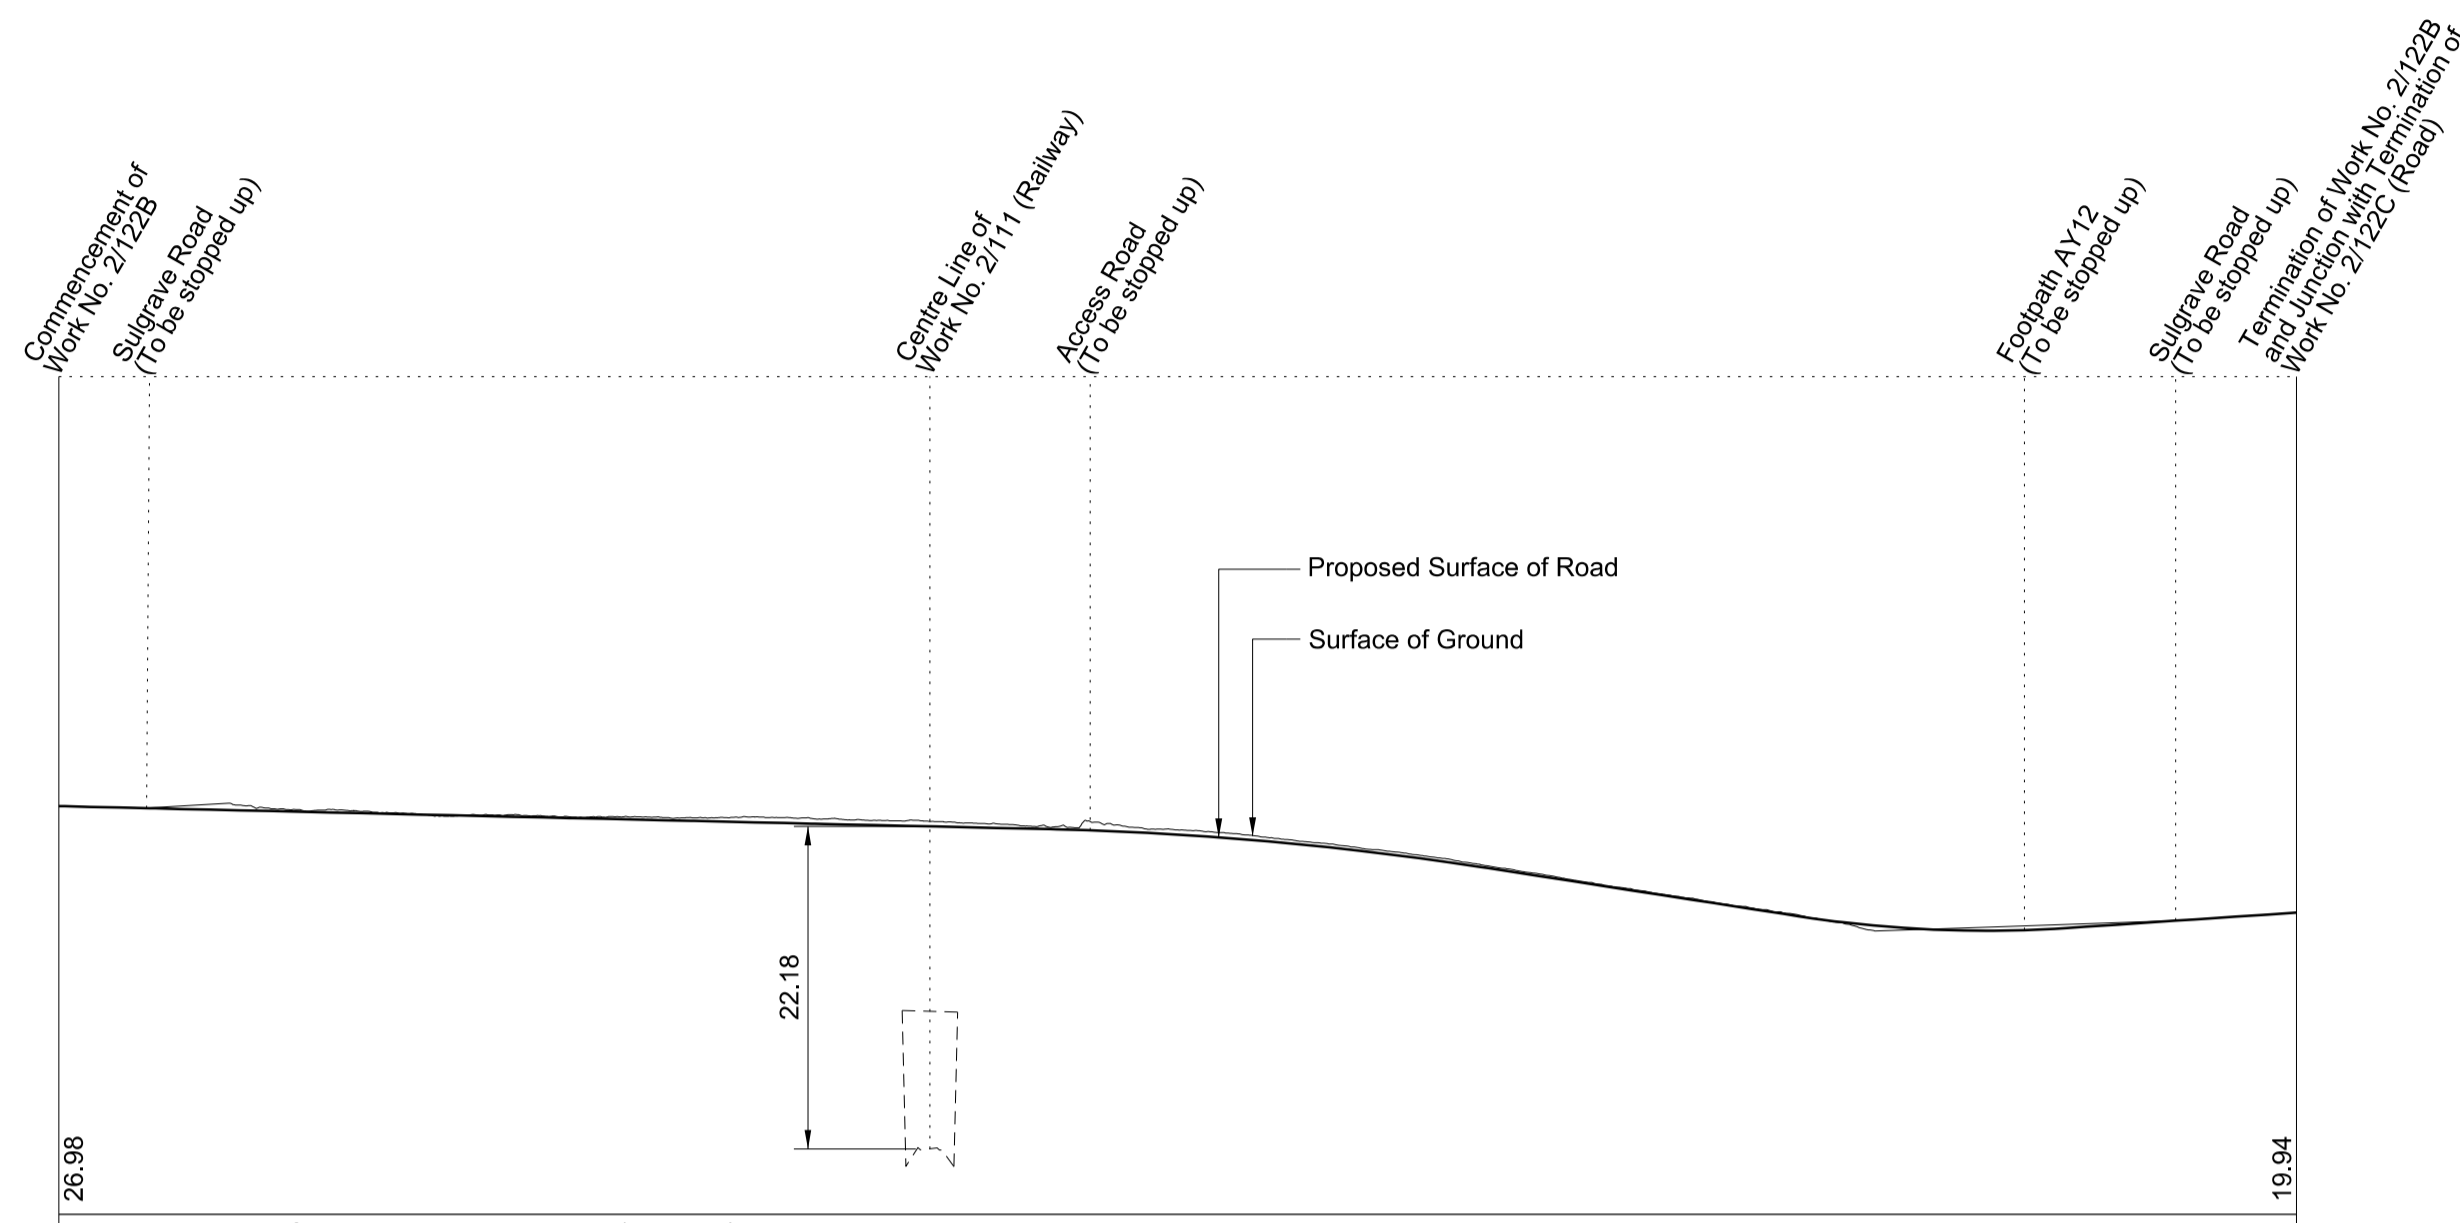 Commencement of
Work No. 2/122B
Sulgrave Road
(To be stopped up)
Centre Line of
Work No. 2/111 (Railway)
Access Road
(To be stopped up)
Footpath AY12
(To be stopped up)
Sulgrave Road
(To be stopped up)
Termination of Work No. 2/122B
and Junction with Termination of
Work No. 2/122C (Road)
Proposed Surface of Road
Surface of Ground
22.18
26.98
19.94